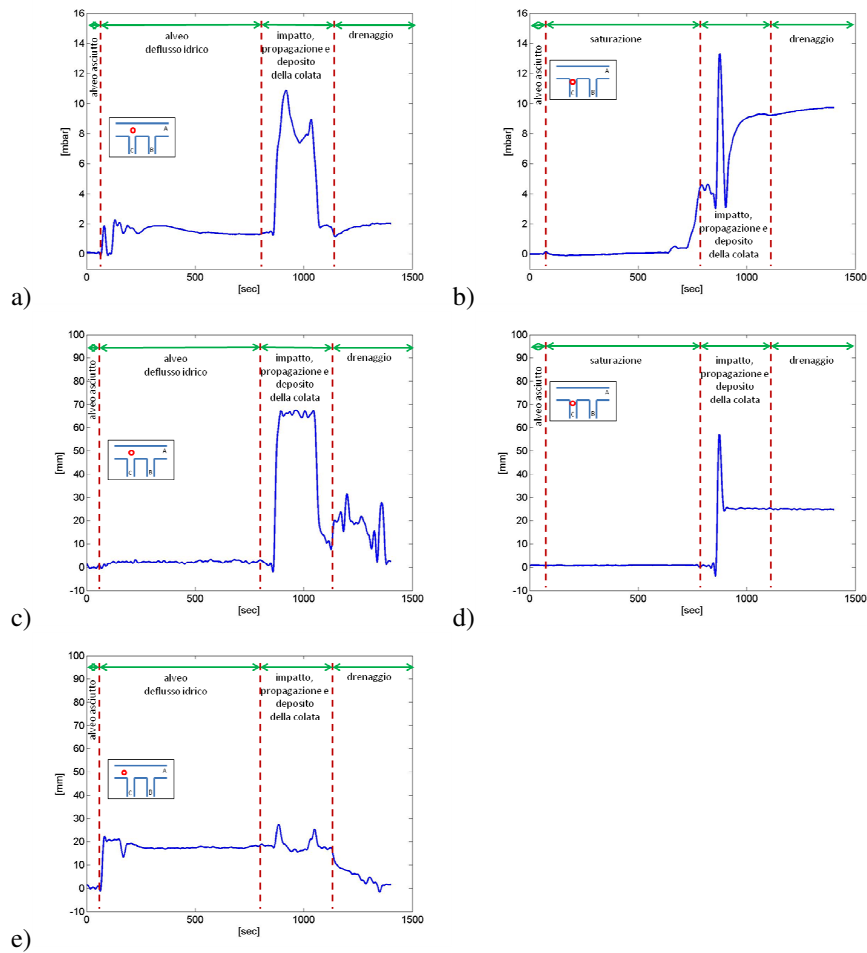 16
14
12
10
8
6
4
2
0
-1
[mbar]
alveo asciutto
alveo
deflusso idrico
impatto,
propagazione e
deposito
della colata
drenaggio
A
C
B
0
500
1000
1500
[sec]
a)
16
14
12
10
8
6
4
2
0
-1
[mbar]
alveo asciutto
saturazione
drenaggio
A
C
B
impatto,
propagazione e
deposito
della colata
0
500
1000
1500
[sec]
b)
100
90
80
70
60
50
40
30
20
10
0
-10
[mm]
alveo asciutto
alveo
deflusso idrico
impatto,
propagazione e
deposito
della colata
drenaggio
A
C
B
0
500
1000
1500
[sec]
c)
100
90
80
70
60
50
40
30
20
10
0
-10
[mm]
alveo asciutto
saturazione
impatto,
propagazione e
deposito
della colata
drenaggio
A
C
B
0
500
1000
1500
[sec]
d)
100
90
80
70
60
50
40
30
20
10
0
-10
[mm]
alveo asciutto
alveo
deflusso idrico
impatto,
propagazione e
deposito
della colata
drenaggio
A
C
B
0
500
1000
1500
[sec]
e)